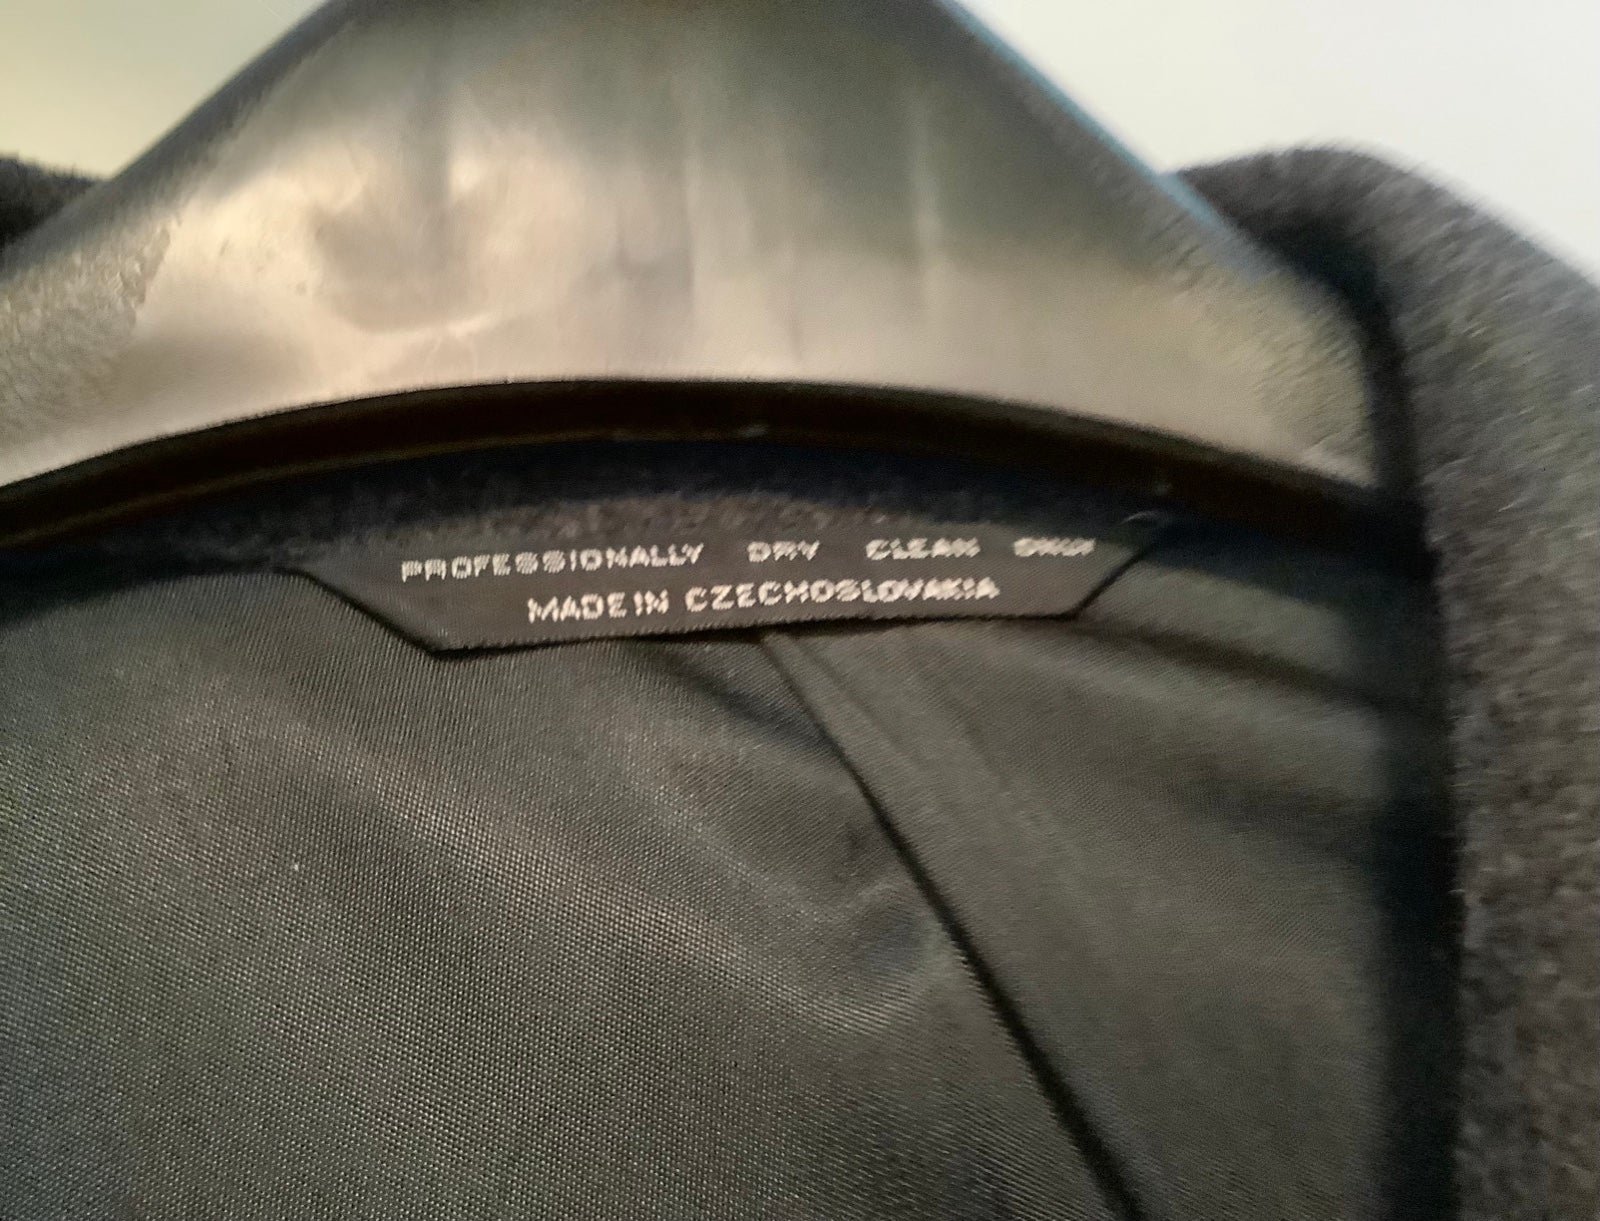 PROFESSIONALLY DRY CLEAN ONLY
MADE IN CZECHOSLOVAKIA